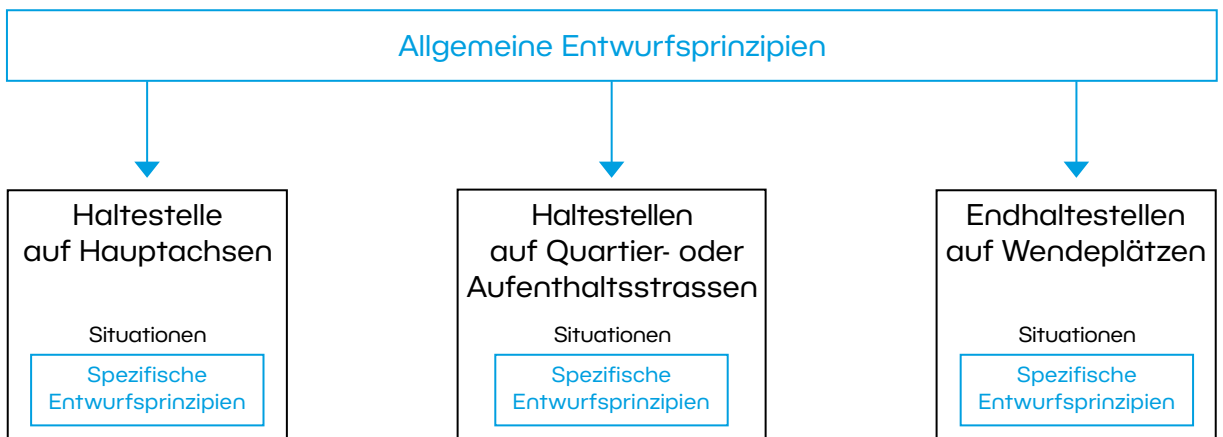 Allgemeine Entwurfsprinzipien
Haltestelle
auf Hauptachsen
Situationen
Spezifische
Entwurfsprinzipien
Haltestellen
auf Quartier- oder
Aufenthaltsstrassen
Situationen
Spezifische
Entwurfsprinzipien
Endhaltestellen
auf Wendeplätzen
Situationen
Spezifische
Entwurfsprinzipien